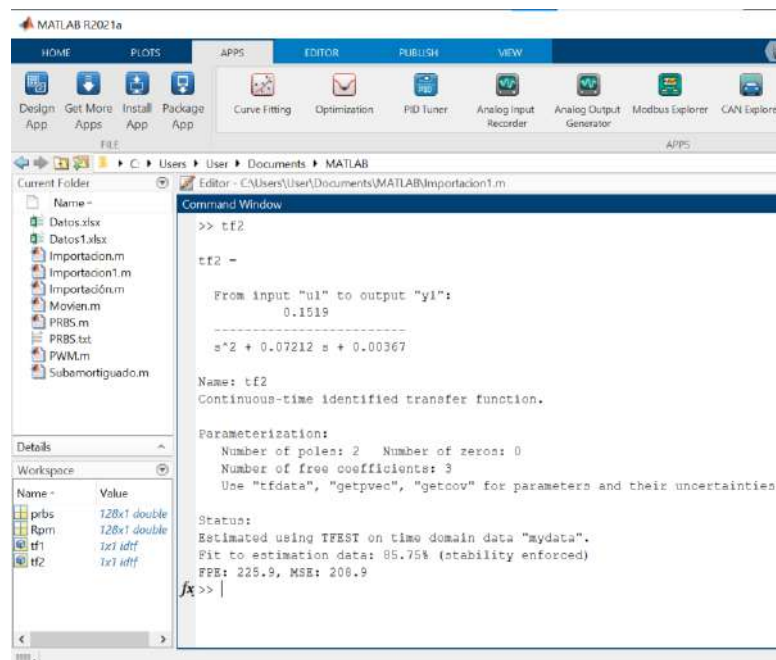 MATLAB R2021a
HOME PLOTS APPS EDITOR PUBLISH VIEW
Design App
Get More Apps
Install App
Package App
Curve Fitting
Optimization
PID Tuner
Analog Input Recorder
Analog Output Generator
Modbus Explorer
CAN Explore
FILE
APPS
C: Users User Documents MATLAB
Current Folder
Name
Datos.xlsx
Datos1.xlsx
Importacion.m
Importacion1.m
Importación.m
Movien.m
PRBS.m
PRBS.txt
PWM.m
Subamortiguado.m
Details
Workspace
Name Value
prbs 128x1 double
Rpm 128x1 double
tf1 1x1 idtf
tf2 1x1 idtf
Editor - C:\Users\User\Documents\MATLAB\Importacion1.m
Command Window
>> tf2
tf2 =
From input "u1" to output "y1":
0.1519
-------------------------
s^2 + 0.07212 s + 0.00367
Name: tf2
Continuous-time identified transfer function.
Parameterization:
Number of poles: 2 Number of zeros: 0
Number of free coefficients: 3
Use "tfdata", "getpvec", "getcov" for parameters and their uncertainties
Status:
Estimated using TFEST on time domain data "mydata".
Fit to estimation data: 85.75% (stability enforced)
FPE: 225.9, MSE: 208.9
fx >>